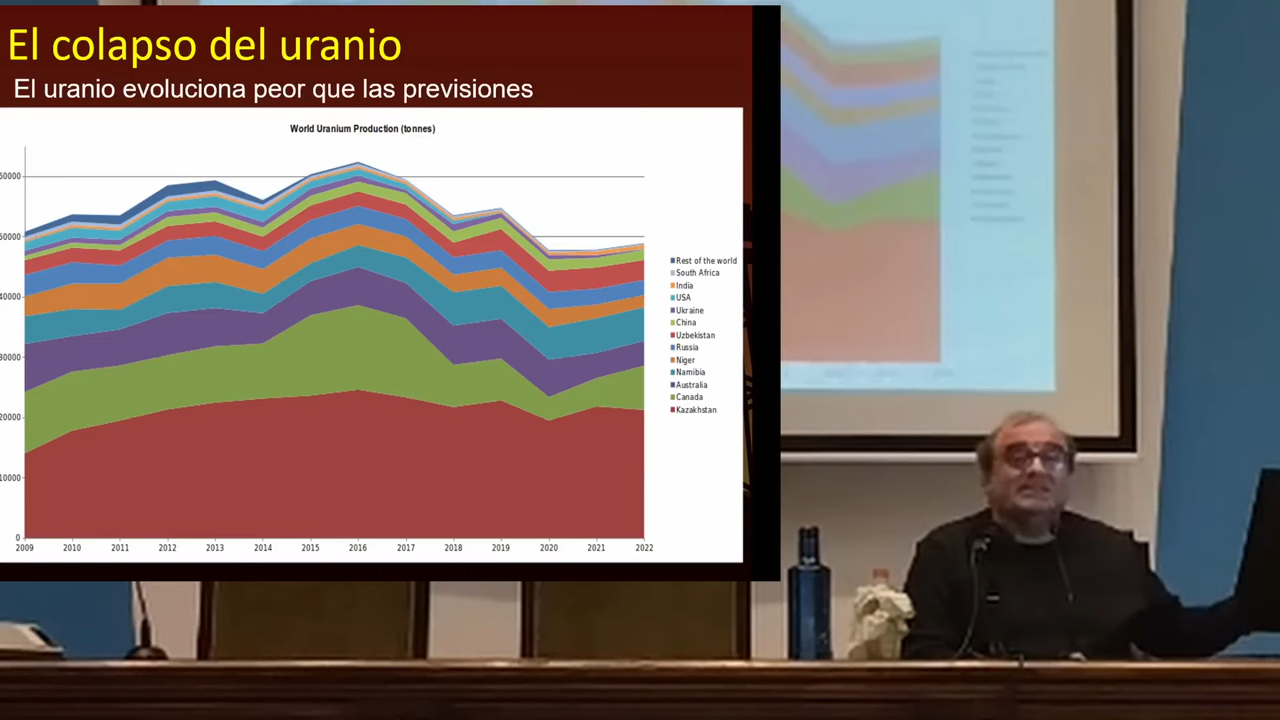 El colapso del uranio
El uranio evoluciona peor que las previsiones
World Uranium Production (tonnes)
50000
40000
30000
20000
10000
0
2009 2010 2011 2012 2013 2014 2015 2016 2017 2018 2019 2020 2021 2022
Rest of the world
South Africa
India
USA
Ukraine
China
Uzbekistan
Russia
Niger
Namibia
Australia
Canada
Kazakhstan